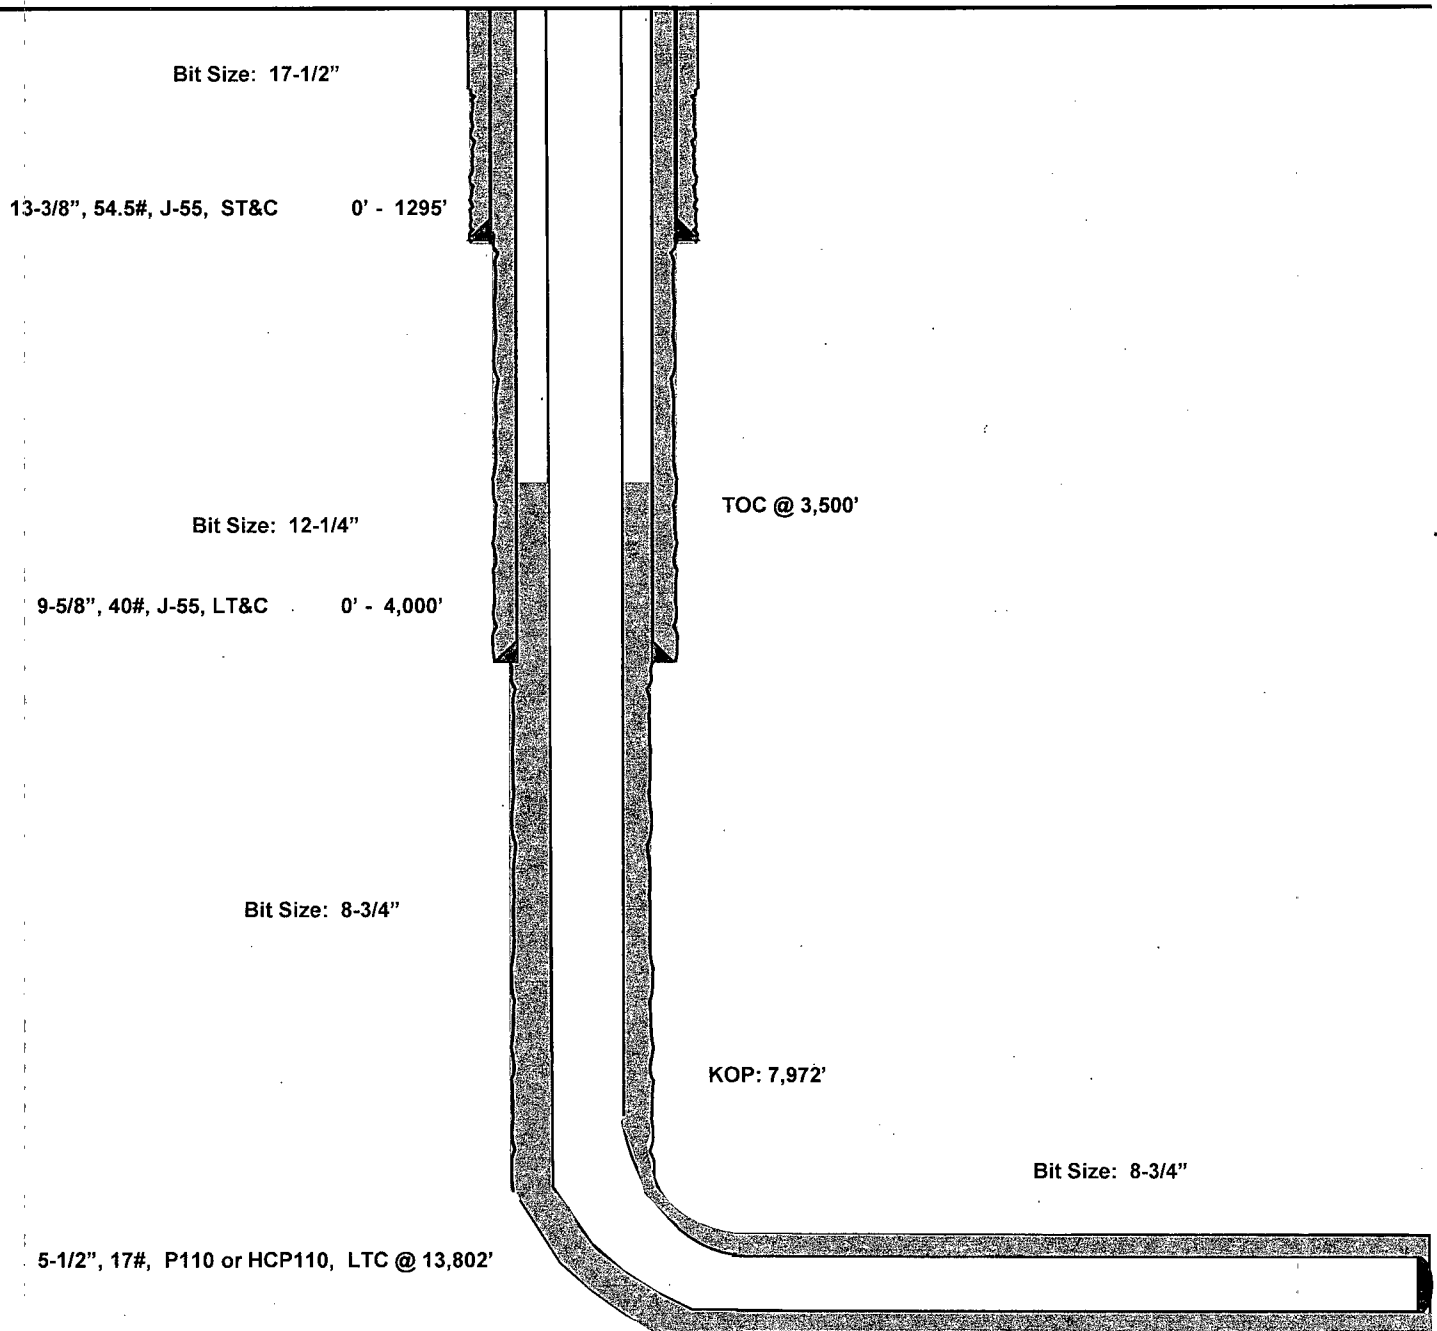 Bit Size: 17-1/2”
13-3/8”, 54.5#, J-55, ST&C 0’ - 1295’
TOC @ 3,500’
Bit Size: 12-1/4”
9-5/8”, 40#, J-55, LT&C 0’ - 4,000’
Bit Size: 8-3/4”
KOP: 7,972’
Bit Size: 8-3/4”
5-1/2”, 17#, P110 or HCP110, LTC @ 13,802’